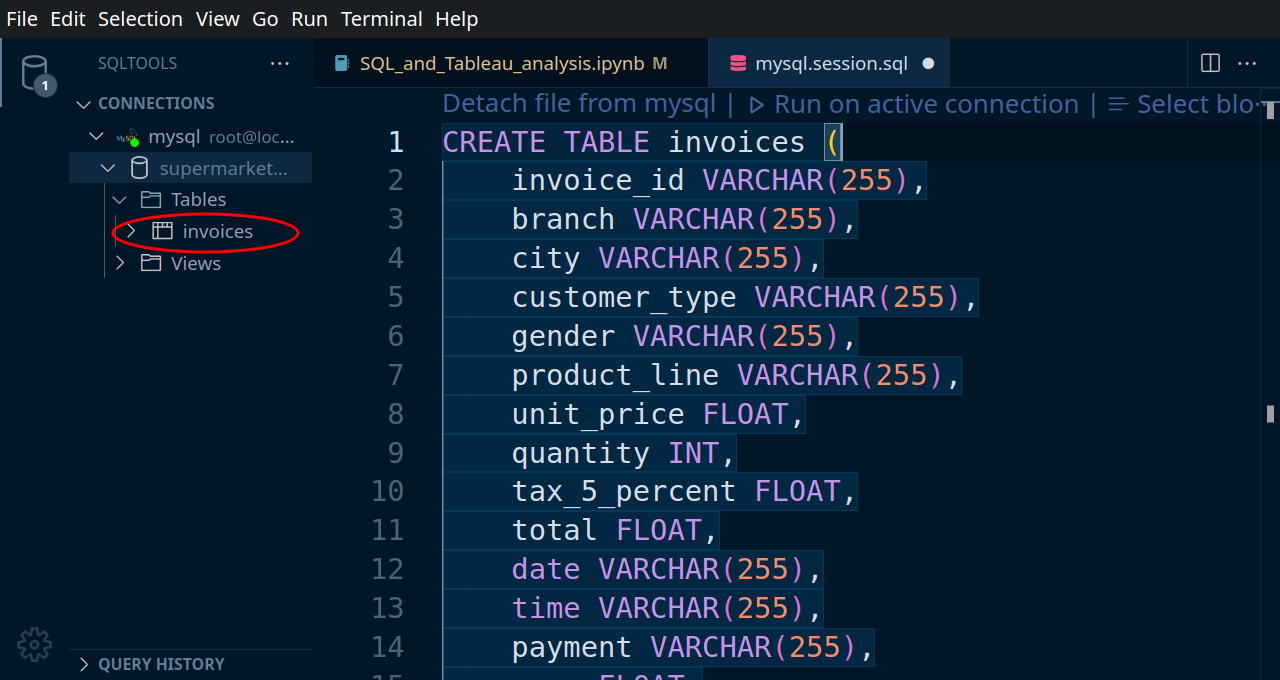 File Edit Selection View Go Run Terminal Help
SQLTOOLS ...
1
CONNECTIONS
MySQL mysql root@loc...
supermarket...
Tables
invoices
Views
QUERY HISTORY
SQL_and_Tableau_analysis.ipynb M
mysql.session.sql
Detach file from mysql | Run on active connection | Select blo...
1 CREATE TABLE invoices (
2 invoice_id VARCHAR(255),
3 branch VARCHAR(255),
4 city VARCHAR(255),
5 customer_type VARCHAR(255),
6 gender VARCHAR(255),
7 product_line VARCHAR(255),
8 unit_price FLOAT,
9 quantity INT,
10 tax_5_percent FLOAT,
11 total FLOAT,
12 date VARCHAR(255),
13 time VARCHAR(255),
14 payment VARCHAR(255),
15 FLOAT